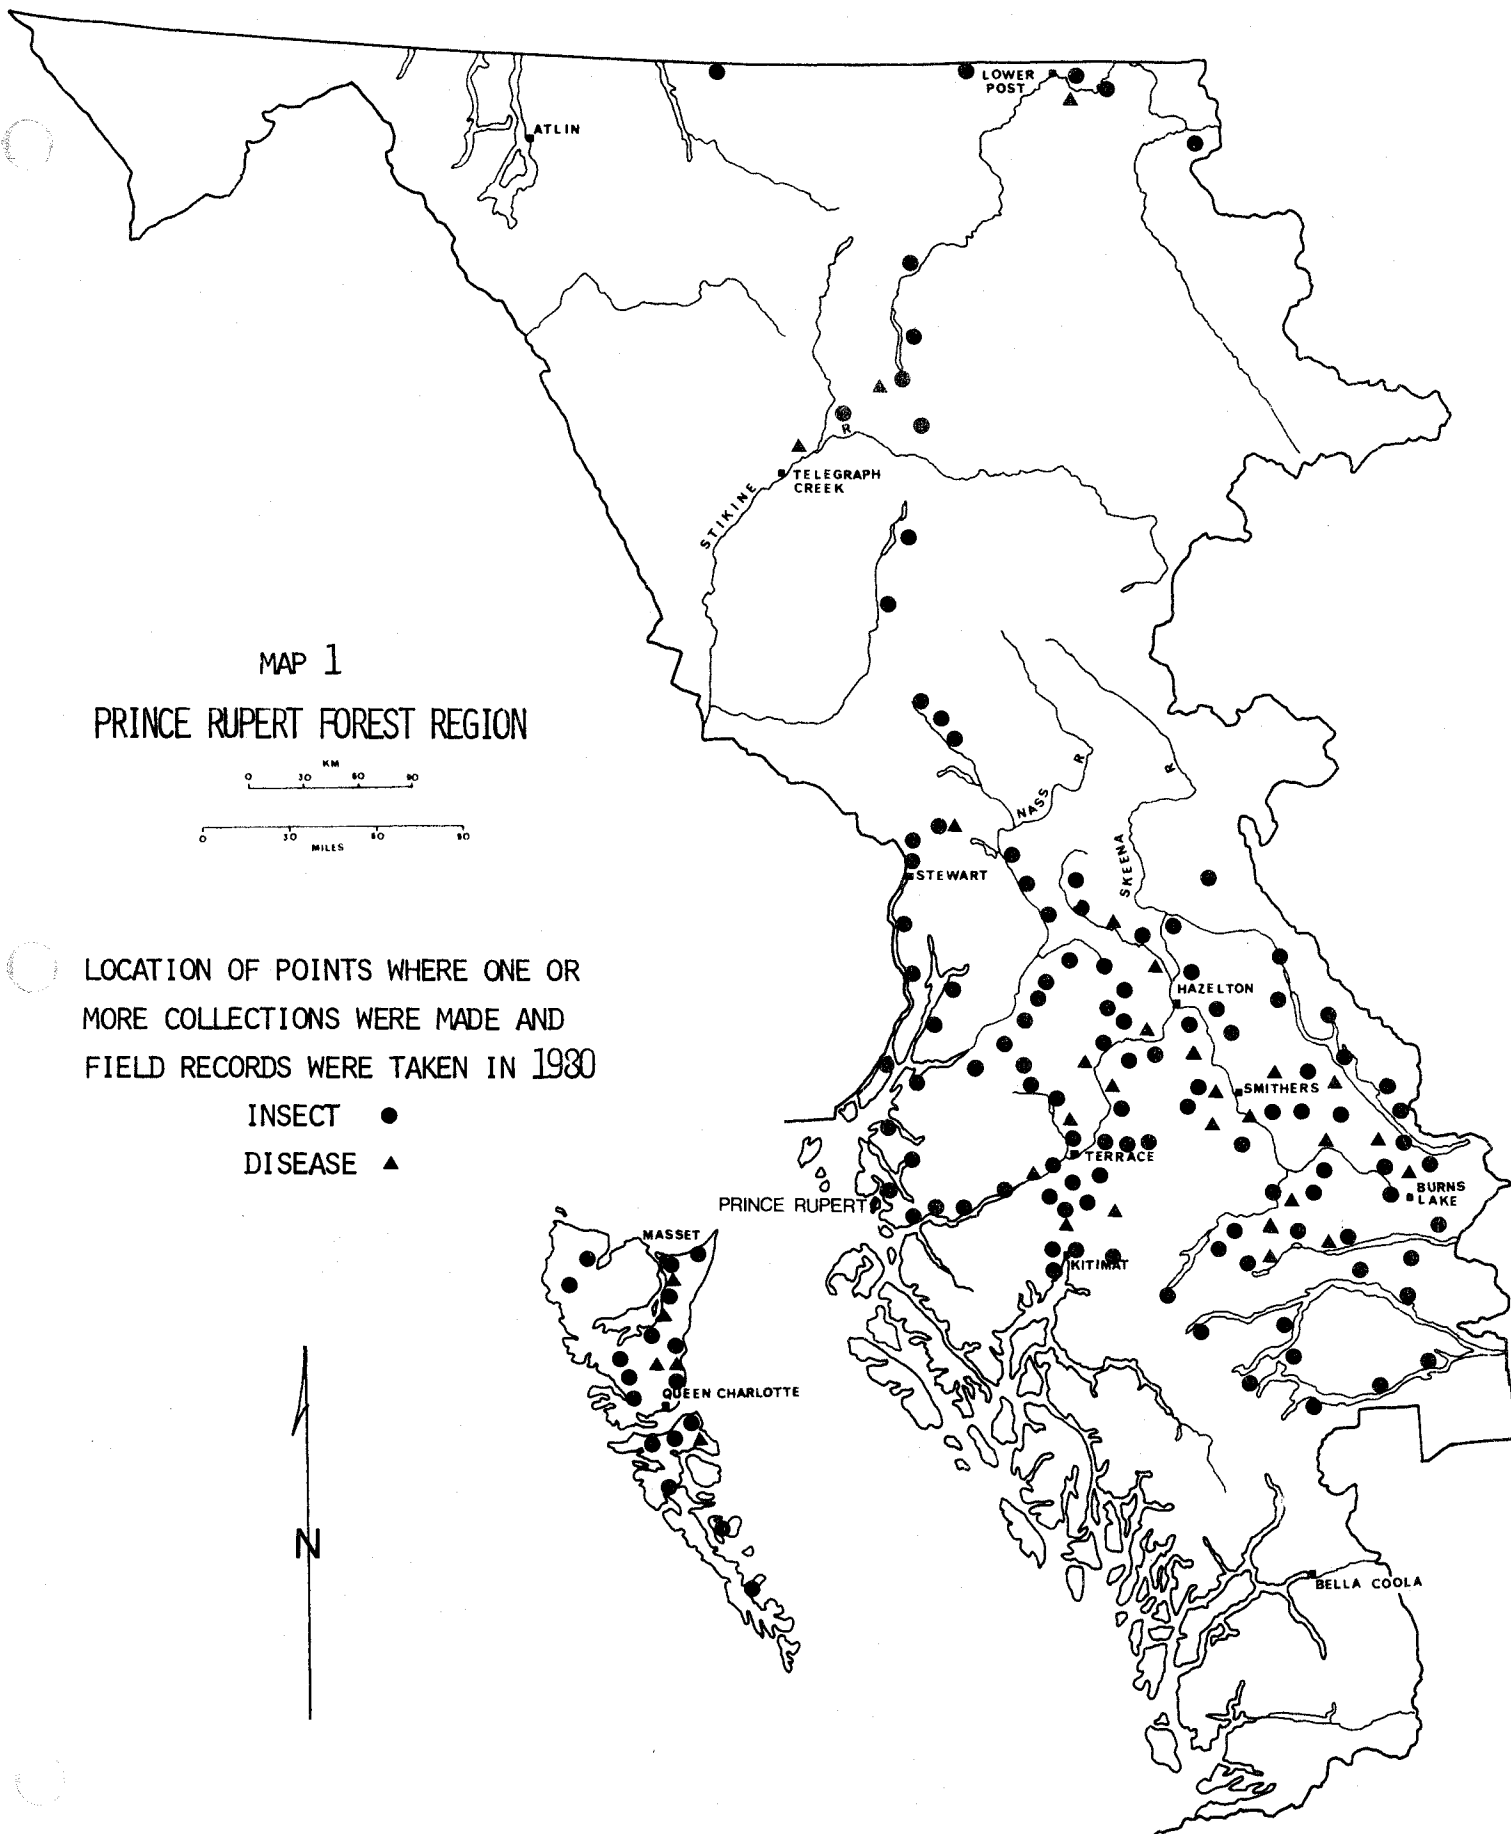 LOWER
POST
ATLIN
R
TELEGRAPH
CREEK
STIKINE
MAP 1
PRINCE RUPERT FOREST REGION
KM
0 30 60 90
0 30 60 90
MILES
R
R
NASS
SKEENA
STEWART
LOCATION OF POINTS WHERE ONE OR
MORE COLLECTIONS WERE MADE AND
FIELD RECORDS WERE TAKEN IN 1980
INSECT ●
DISEASE ▲
HAZELTON
SMITHERS
TERRACE
BURNS
LAKE
PRINCE RUPERT
MASSET
KITIMAT
QUEEN CHARLOTTE
N
BELLA COOLA